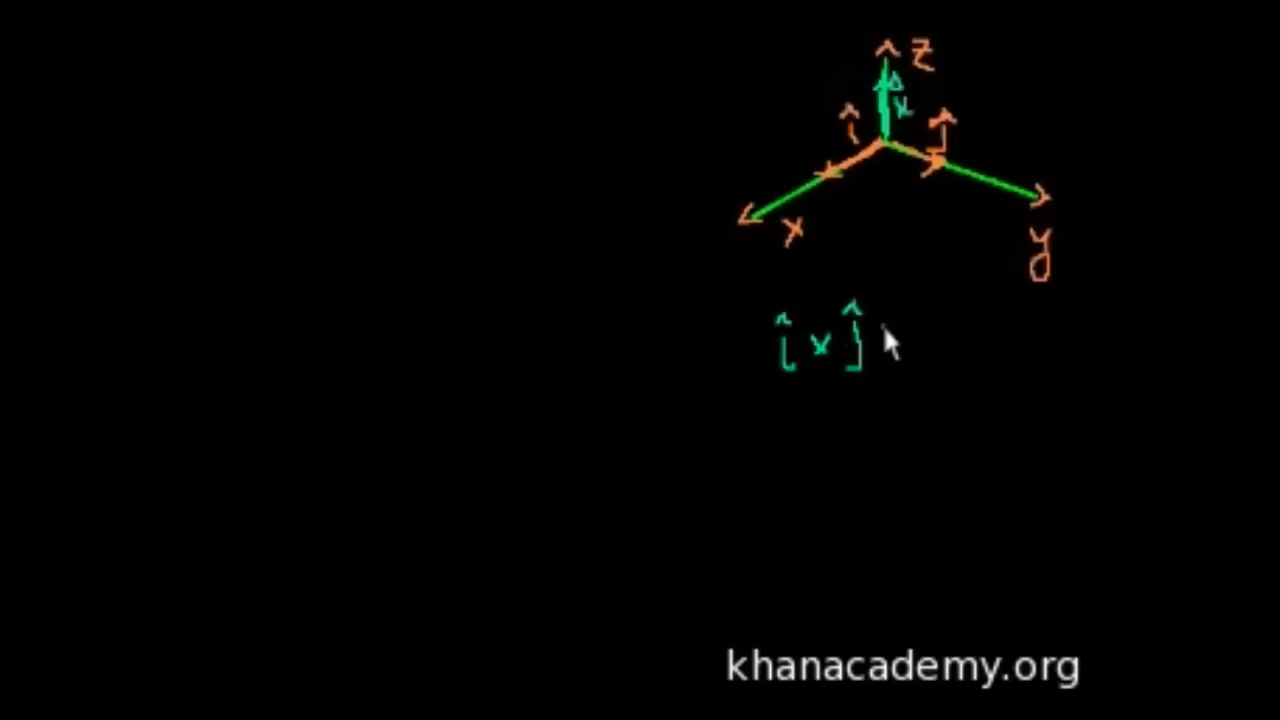 z
k̂
î
ĵ
x
y
î × ĵ
khanacademy.org